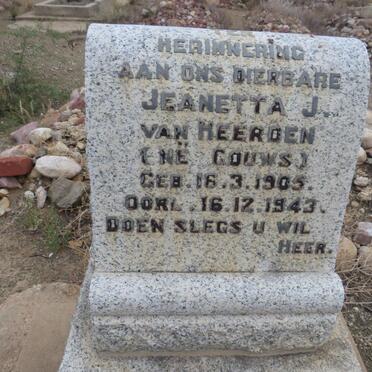 HERINNERING
AAN ONS DIERBARE
JEANETTA J.
VAN HEERDEN
(NË GOUWS)
GEB. 16.3.1905.
OORL. 16.12.1943.
DOEN SLEGS U WIL
HEER.